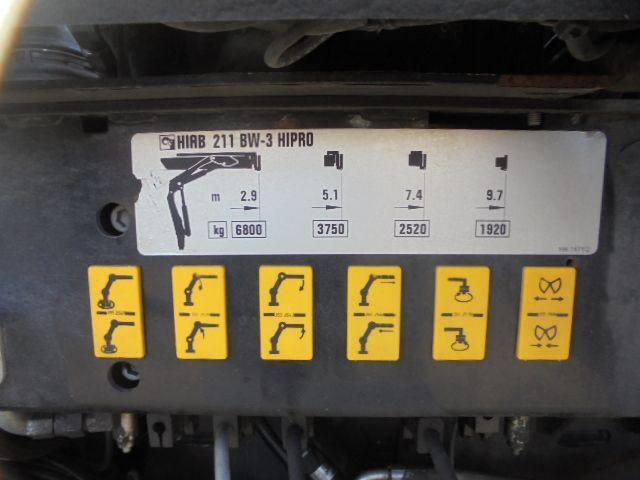 HIAB 211 BW-3 HIPRO
m 2.9 5.1 7.4 9.7
kg 6800 3750 2520 1920